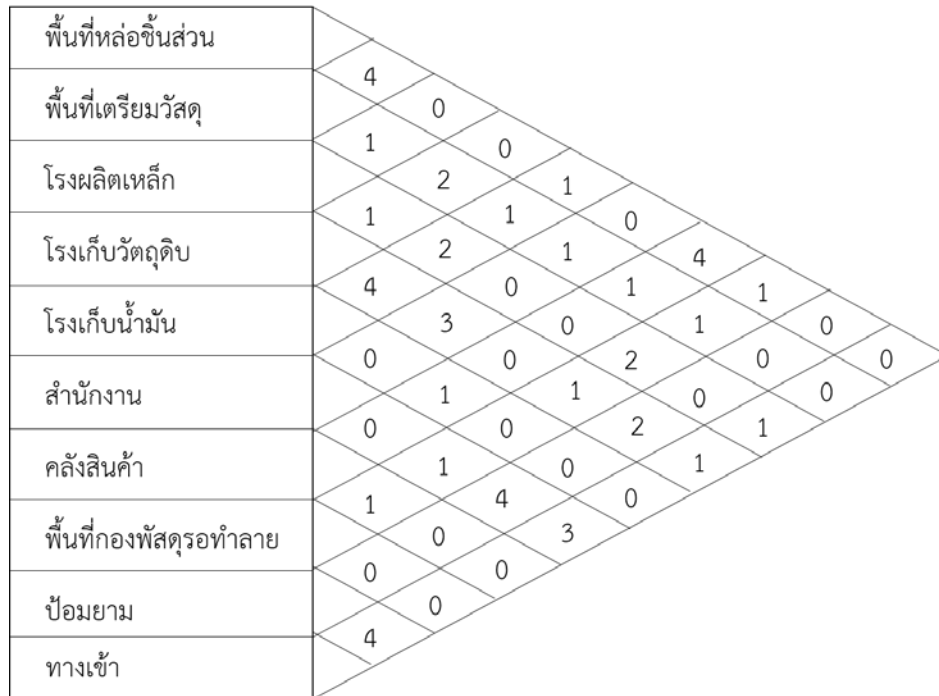 พื้นที่หล่อชิ้นส่วน
4
พื้นที่เตรียมวัสดุ 0
1 0
โรงผลิตเหล็ก 2 1
1 1 0
โรงเก็บวัตถุดิบ 2 1 4
4 0 1 1
โรงเก็บน้ำมัน 3 0 1 0
0 0 2 0 0
สำนักงาน 1 1 0 0
0 0 2 1
คลังสินค้า 1 0 1
1 4 0
พื้นที่กองพัสดุรอทำลาย 0 3
0 0
ป้อมยาม 0
4
ทางเข้า